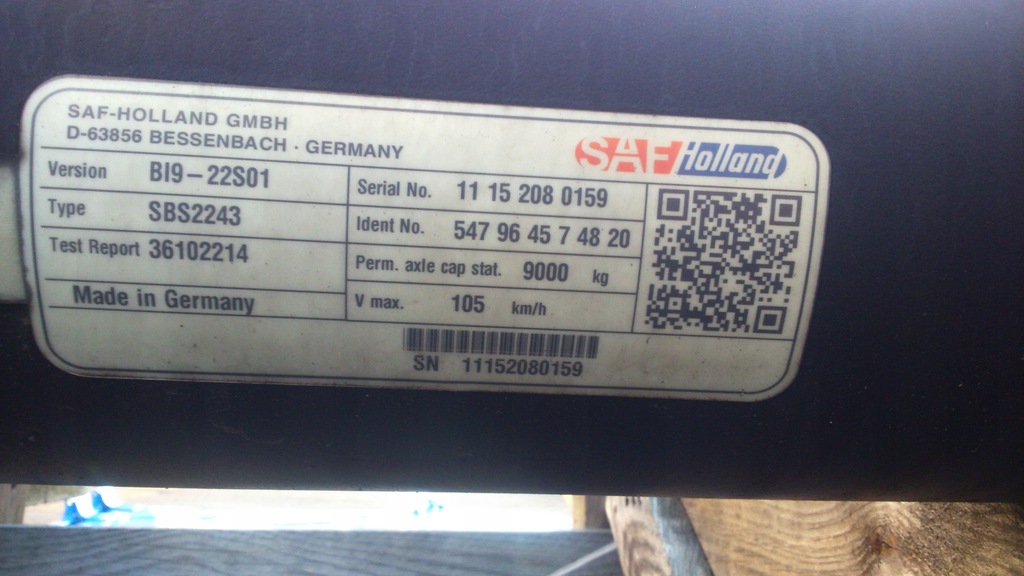 SAF-HOLLAND GMBH
D-63856 BESSENBACH · GERMANY
SAF Holland
Version BI9-22S01
Type SBS2243
Test Report 36102214
Made in Germany
Serial No. 11 15 208 0159
Ident No. 547 96 45 7 48 20
Perm. axle cap stat. 9000 kg
V max. 105 km/h
SN 11152080159